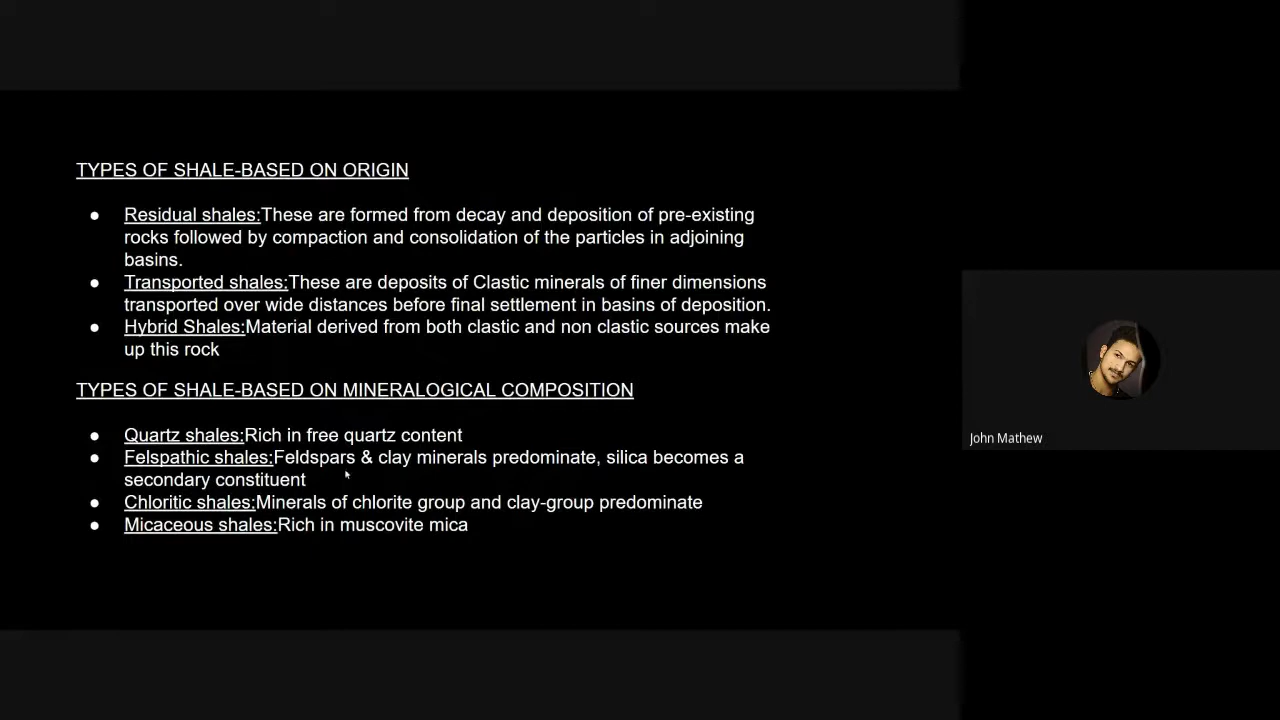 TYPES OF SHALE-BASED ON ORIGIN
● Residual shales:These are formed from decay and deposition of pre-existing
rocks followed by compaction and consolidation of the particles in adjoining
basins.
● Transported shales:These are deposits of Clastic minerals of finer dimensions
transported over wide distances before final settlement in basins of deposition.
● Hybrid Shales:Material derived from both clastic and non clastic sources make
up this rock
TYPES OF SHALE-BASED ON MINERALOGICAL COMPOSITION
● Quartz shales:Rich in free quartz content
● Felspathic shales:Feldspars & clay minerals predominate, silica becomes a
secondary constituent
● Chloritic shales:Minerals of chlorite group and clay-group predominate
● Micaceous shales:Rich in muscovite mica
John Mathew